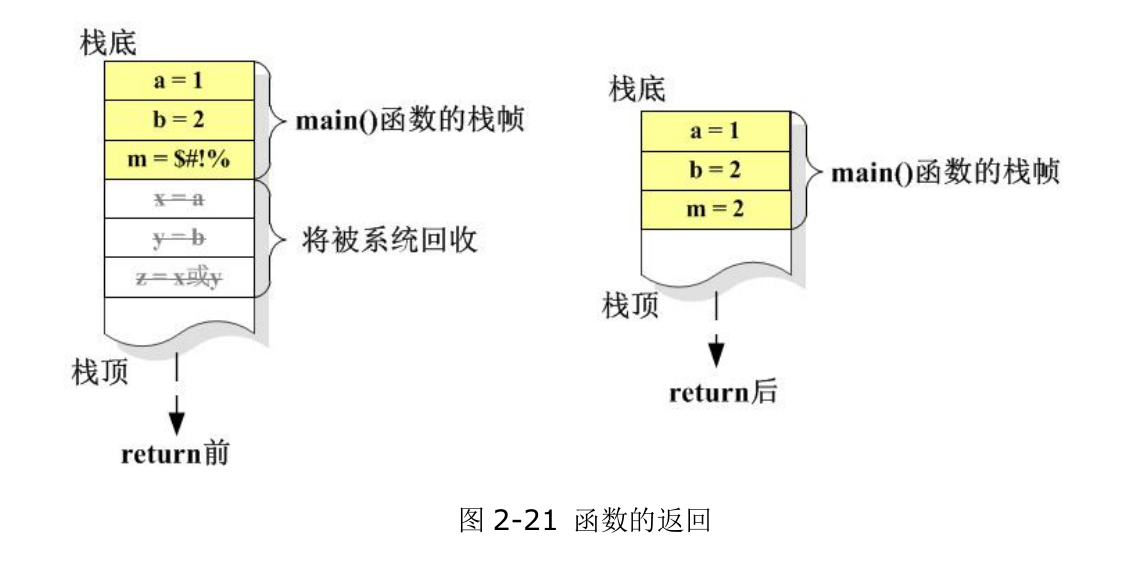 栈底
a = 1
b = 2
m = $#!%
main()函数的栈帧
x = a
y = b
z = x或y
将被系统回收
栈顶
return前
栈底
a = 1
b = 2
m = 2
main()函数的栈帧
栈顶
return后
图 2-21 函数的返回